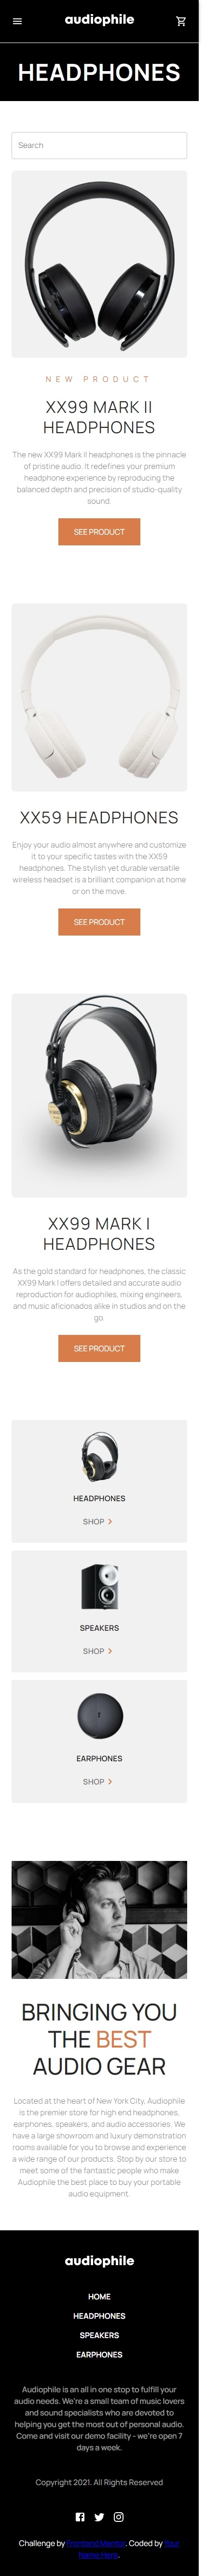 audiophile
HEADPHONES
Search
NEW PRODUCT
XX99 MARK II
HEADPHONES
The new XX99 Mark II headphones is the pinnacle
of pristine audio. It redefines your premium
headphone experience by reproducing the
balanced depth and precision of studio-quality
sound.
SEE PRODUCT
XX59 HEADPHONES
Enjoy your audio almost anywhere and customize
it to your specific tastes with the XX59
headphones. The stylish yet durable versatile
wireless headset is a brilliant companion at home
or on the move.
SEE PRODUCT
XX99 MARK I
HEADPHONES
As the gold standard for headphones, the classic
XX99 Mark I offers detailed and accurate audio
reproduction for audiophiles, mixing engineers,
and music aficionados alike in studios and on the
go.
SEE PRODUCT
HEADPHONES
SHOP
SPEAKERS
SHOP
EARPHONES
SHOP
BRINGING YOU
THE BEST
AUDIO GEAR
Located at the heart of New York City, Audiophile
is the premier store for high end headphones,
earphones, speakers, and audio accessories. We
have a large showroom and luxury demonstration
rooms available for you to browse and experience
a wide range of our products. Stop by our store to
meet some of the fantastic people who make
Audiophile the best place to buy your portable
audio equipment.
audiophile
HOME
HEADPHONES
SPEAKERS
EARPHONES
Audiophile is an all in one stop to fulfill your
audio needs. We're a small team of music lovers
and sound specialists who are devoted to
helping you get the most out of personal audio.
Come and visit our demo facility - we're open 7
days a week.
Copyright 2021. All Rights Reserved
Challenge by Frontend Mentor. Coded by Your
Name Here.